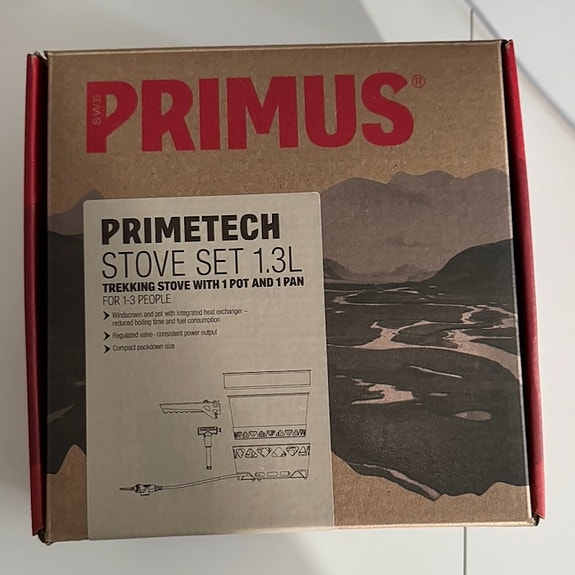 SWE
PRIMUS®
PRIMETECH
STOVE SET 1.3L
TREKKING STOVE WITH 1 POT AND 1 PAN
FOR 1-3 PEOPLE
Windscreen and pot with integrated heat exchanger –
reduced boiling time and fuel consumption
Regulated valve- consistent power output
Compact packdown size